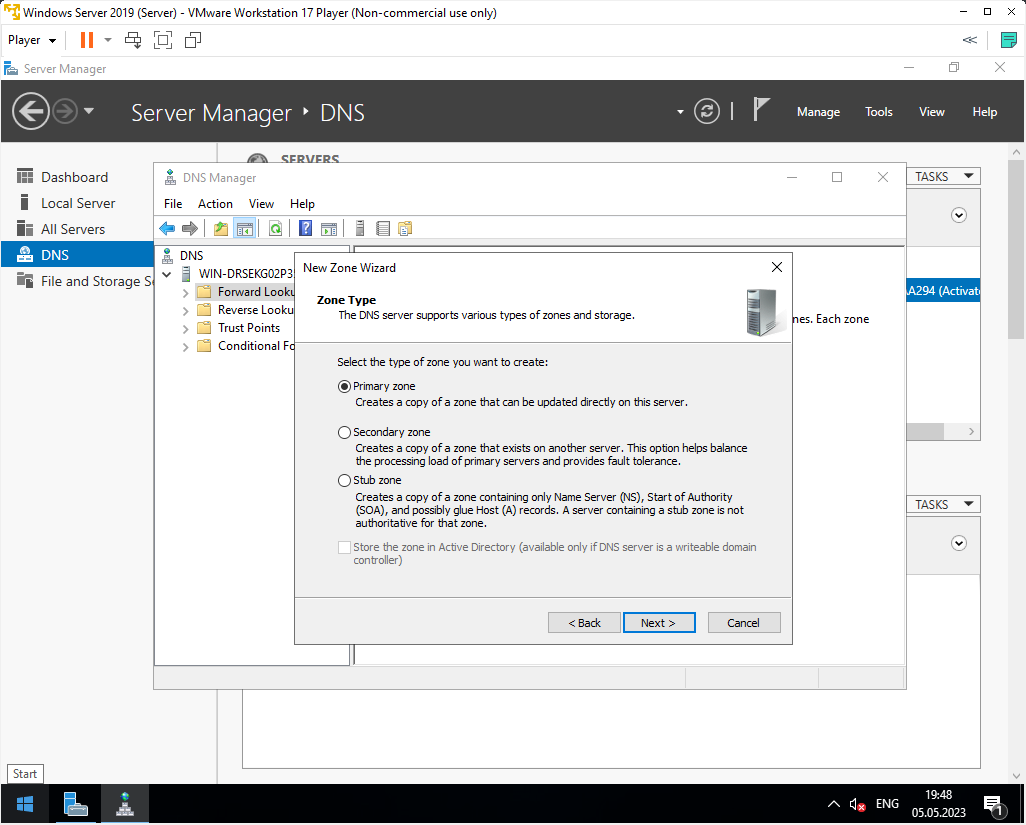 Windows Server 2019 (Server) - VMware Workstation 17 Player (Non-commercial use only)
Player
Server Manager
Server Manager DNS
Manage Tools View Help
Dashboard
Local Server
All Servers
DNS
File and Storage
SERVERS
TASKS
DNS Manager
File Action View Help
DNS
Forward
Reverse
Trust Points
Conditional
New Zone Wizard
Zone Type
The DNS server supports various types of zones and storage.
Select the type of zone you want to create:
Primary zone
Creates a copy of a zone that can be updated directly on this server.
Secondary zone
Creates a copy of a zone that exists on another server. This option helps balance
the processing load of primary servers and provides fault tolerance.
Stub zone
Creates a copy of a zone containing only Name Server (NS), Start of Authority
(SOA), and possibly glue Host (A) records. A server containing a stub zone is not
authoritative for that zone.
Store the zone in Active Directory (available only if DNS server is a writeable domain
controller)
< Back Next > Cancel
Each zone
TASKS
Start
ENG
19:48
05.05.2023
1